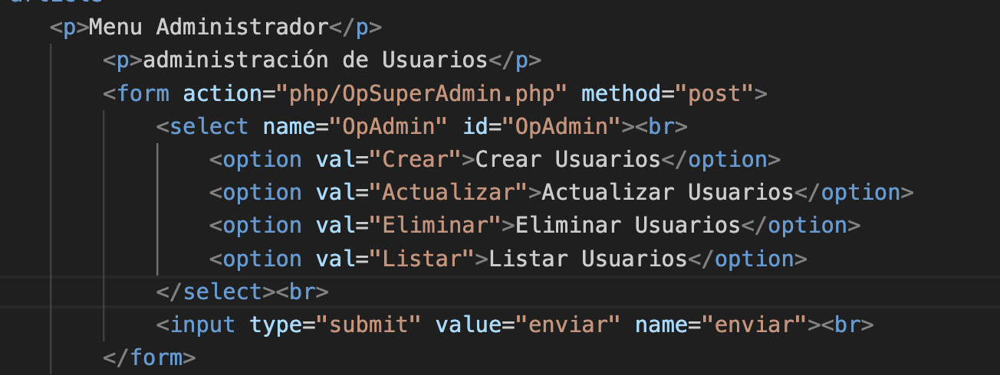 <p>Menu Administrador</p>
<p>administración de Usuarios</p>
<form action="php/OpSuperAdmin.php" method="post">
<select name="OpAdmin" id="OpAdmin"><br>
<option val="Crear">Crear Usuarios</option>
<option val="Actualizar">Actualizar Usuarios</option>
<option val="Eliminar">Eliminar Usuarios</option>
<option val="Listar">Listar Usuarios</option>
</select><br>
<input type="submit" value="enviar" name="enviar"><br>
</form>